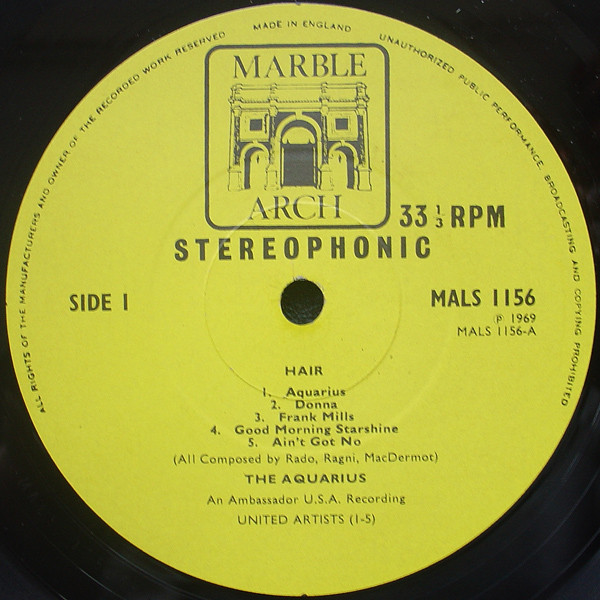 ALL RIGHTS OF THE MANUFACTURERS AND OWNER OF THE RECORDED WORK RESERVED
MADE IN ENGLAND
UNAUTHORIZED PUBLIC PERFORMANCE, BROADCASTING AND COPYING PROHIBITED
MARBLE
ARCH
33 1/3 RPM
STEREOPHONIC
SIDE 1
MALS 1156
℗ 1969
MALS 1156-A
HAIR
1. Aquarius
2. Donna
3. Frank Mills
4. Good Morning Starshine
5. Ain't Got No
(All Composed by Rado, Ragni, MacDermot)
THE AQUARIUS
An Ambassador U.S.A. Recording
UNITED ARTISTS (1-5)